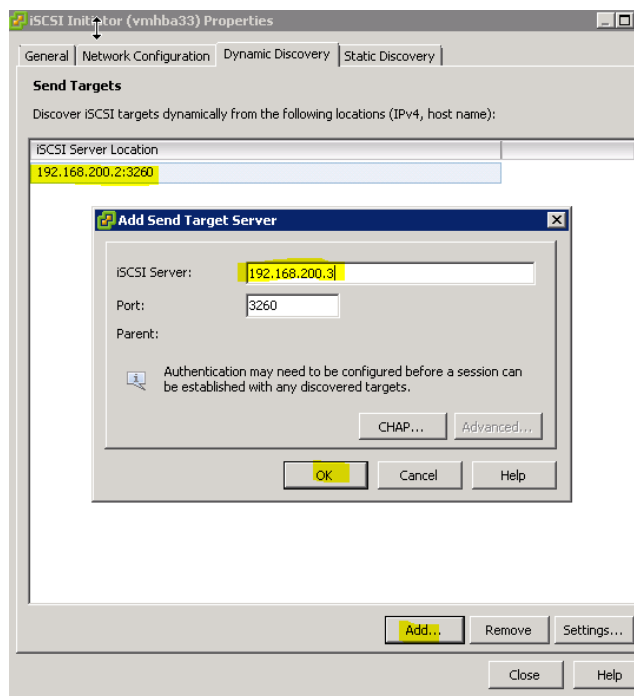 iSCSI Initiator (vmhba33) Properties
General Network Configuration Dynamic Discovery Static Discovery
Send Targets
Discover iSCSI targets dynamically from the following locations (IPv4, host name):
iSCSI Server Location
192.168.200.2:3260
Add Send Target Server
iSCSI Server: 192.168.200.3
Port: 3260
Parent:
Authentication may need to be configured before a session can
be established with any discovered targets.
CHAP... Advanced...
OK Cancel Help
Add... Remove Settings...
Close Help